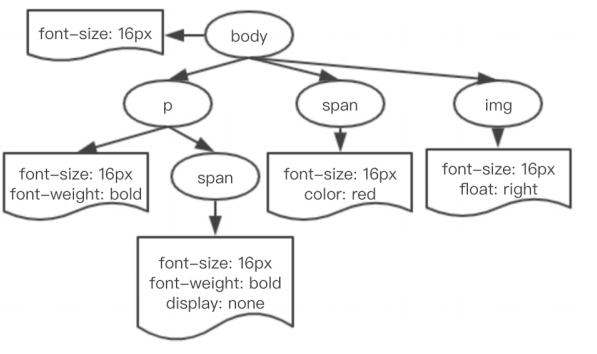 font-size: 16px
body
p
span
img
font-size: 16px
font-weight: bold
span
font-size: 16px
color: red
font-size: 16px
float: right
font-size: 16px
font-weight: bold
display: none